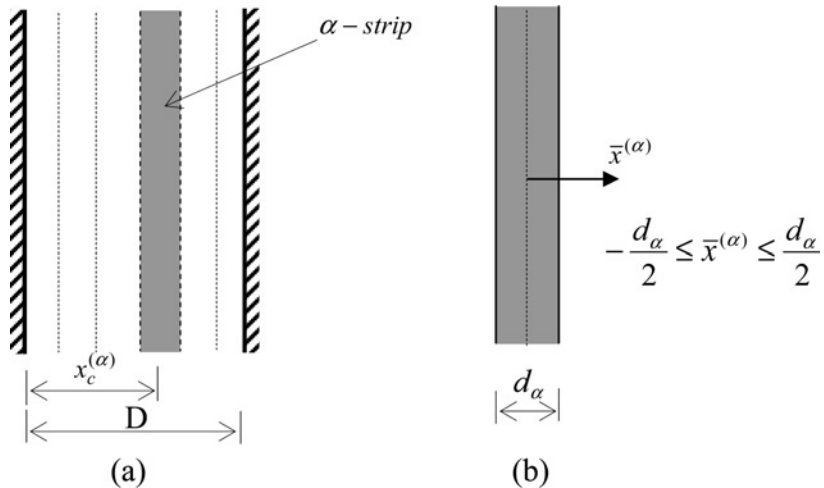 α – strip
x̄^(α)
− d_α/2 ≤ x̄^(α) ≤ d_α/2
x_c^(α)
D
d_α
(a)
(b)